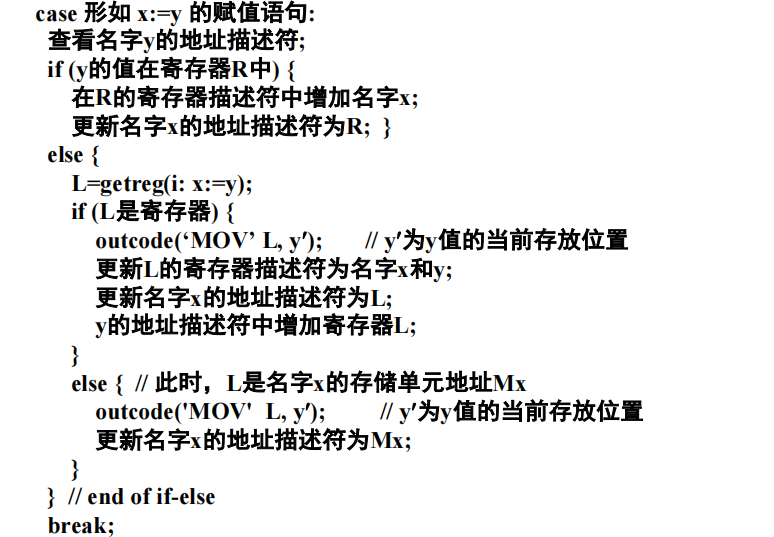 case 形如 x:=y 的赋值语句:
查看名字y的地址描述符;
if (y的值在寄存器R中) {
在R的寄存器描述符中增加名字x;
更新名字x的地址描述符为R; }
else {
L=getreg(i: x:=y);
if (L是寄存器) {
outcode(‘MOV’ L, y′); // y′为y值的当前存放位置
更新L的寄存器描述符为名字x和y;
更新名字x的地址描述符为L;
y的地址描述符中增加寄存器L;
}
else { // 此时，L是名字x的存储单元地址Mx
outcode('MOV' L, y′); // y′为y值的当前存放位置
更新名字x的地址描述符为Mx;
}
} // end of if-else
break;